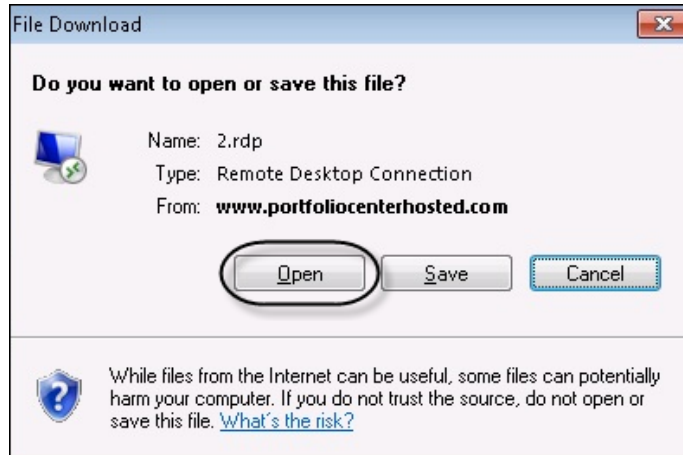 File Download
Do you want to open or save this file?
Name: 2.rdp
Type: Remote Desktop Connection
From: www.portfoliocenterhosted.com
Open Save Cancel
While files from the Internet can be useful, some files can potentially
harm your computer. If you do not trust the source, do not open or
save this file. What's the risk?